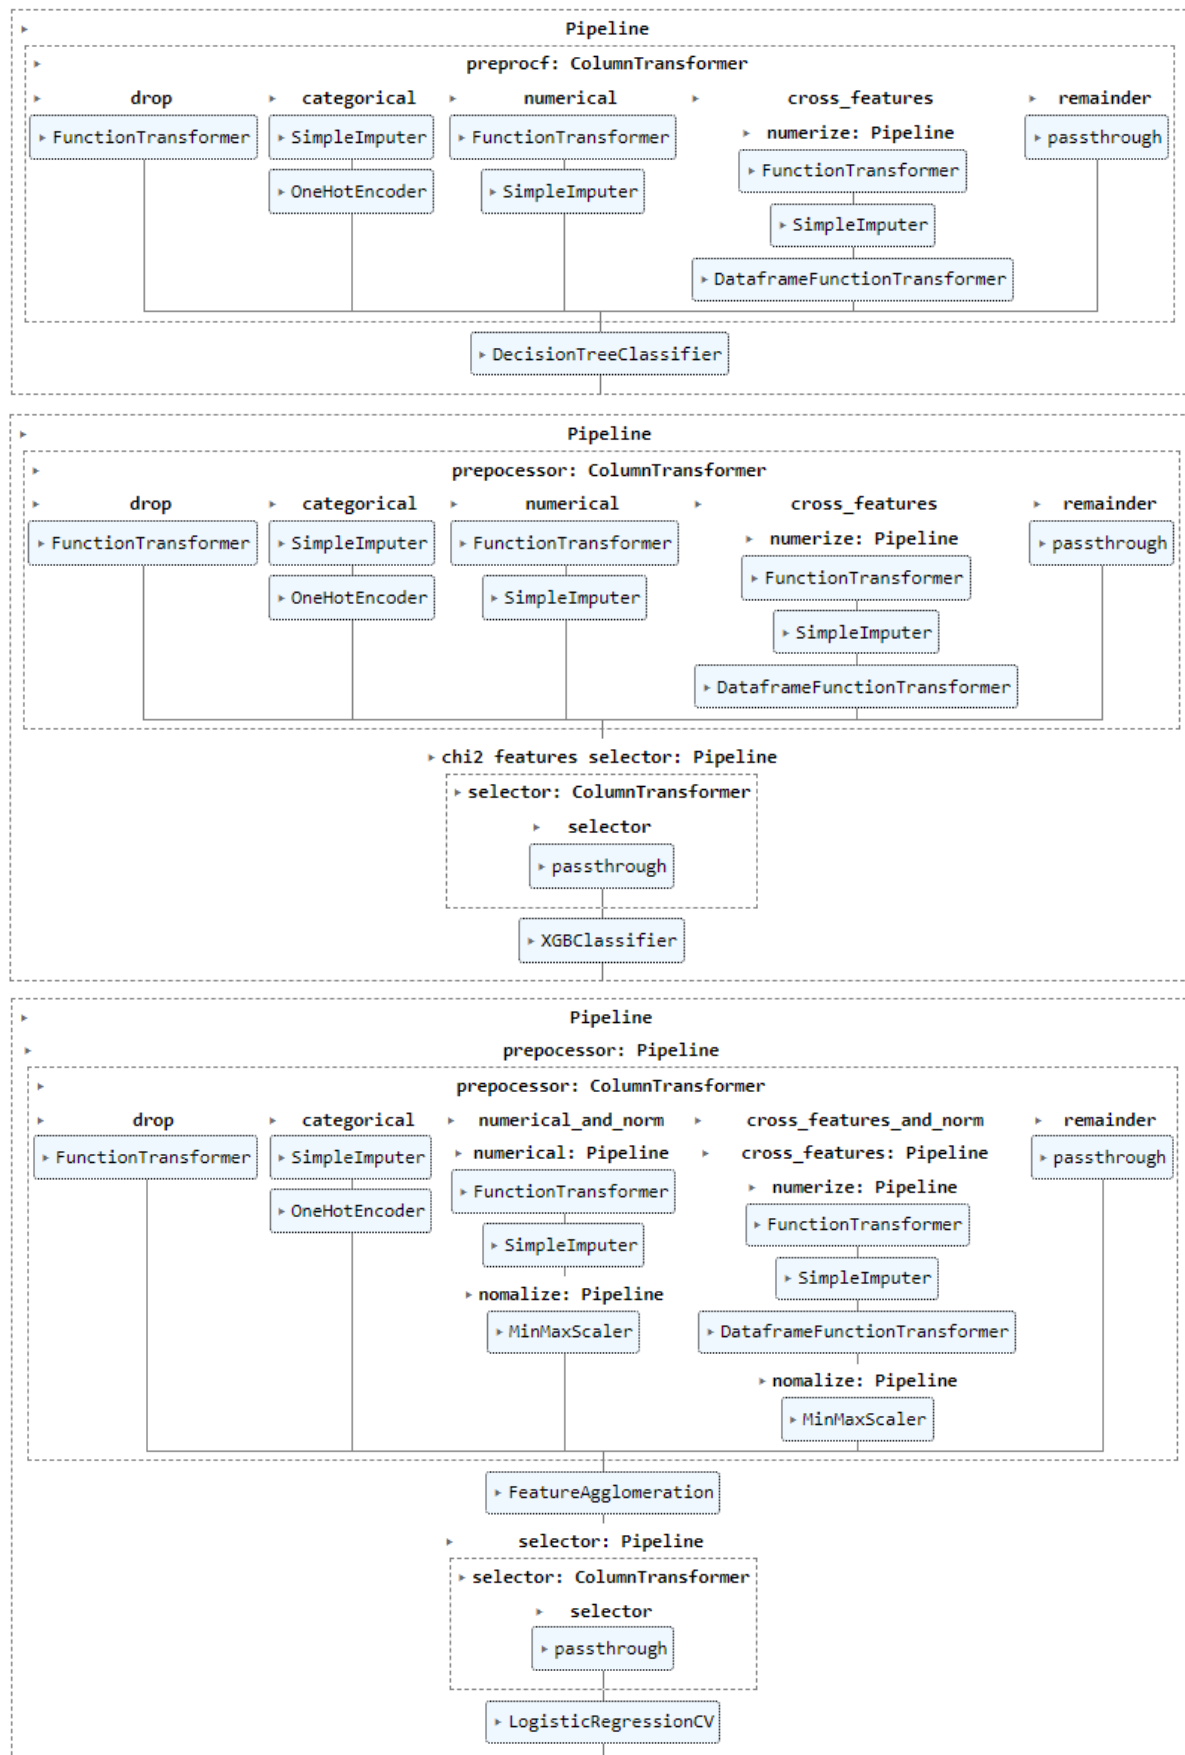 Pipeline
preprocf: ColumnTransformer
drop categorical numerical cross_features remainder
FunctionTransformer SimpleImputer FunctionTransformer numerize: Pipeline passthrough
OneHotEncoder SimpleImputer FunctionTransformer
SimpleImputer
DataframeFunctionTransformer
DecisionTreeClassifier
Pipeline
prepocessor: ColumnTransformer
drop categorical numerical cross_features remainder
FunctionTransformer SimpleImputer FunctionTransformer numerize: Pipeline passthrough
OneHotEncoder SimpleImputer FunctionTransformer
SimpleImputer
DataframeFunctionTransformer
chi2 features selector: Pipeline
selector: ColumnTransformer
selector
passthrough
XGBClassifier
Pipeline
prepocessor: Pipeline
prepocessor: ColumnTransformer
drop categorical numerical_and_norm cross_features_and_norm remainder
FunctionTransformer SimpleImputer numerical: Pipeline cross_features: Pipeline passthrough
OneHotEncoder FunctionTransformer numerize: Pipeline
SimpleImputer FunctionTransformer
nomalize: Pipeline SimpleImputer
MinMaxScaler DataframeFunctionTransformer
nomalize: Pipeline
MinMaxScaler
FeatureAgglomeration
selector: Pipeline
selector: ColumnTransformer
selector
passthrough
LogisticRegressionCV